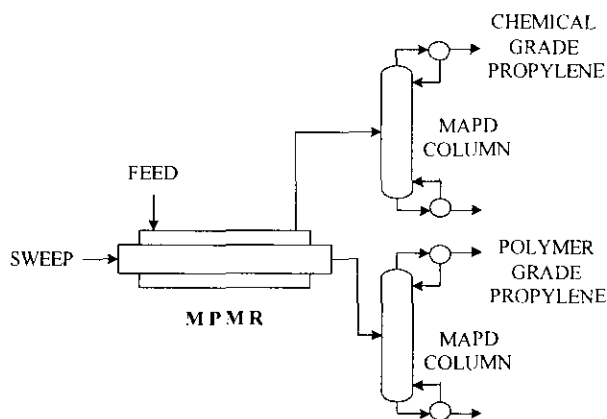 CHEMICAL
GRADE
PROPYLENE
MAPD
COLUMN
FEED
SWEEP
MPMR
POLYMER
GRADE
PROPYLENE
MAPD
COLUMN